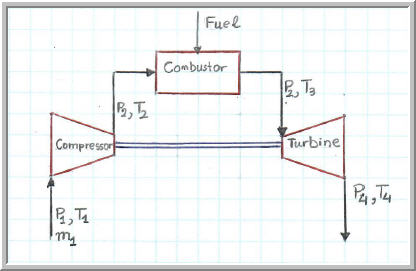 Fuel
Combustor
P2, T3
P2, T2
Compressor
Turbine
P1, T1
m1
P4, T4